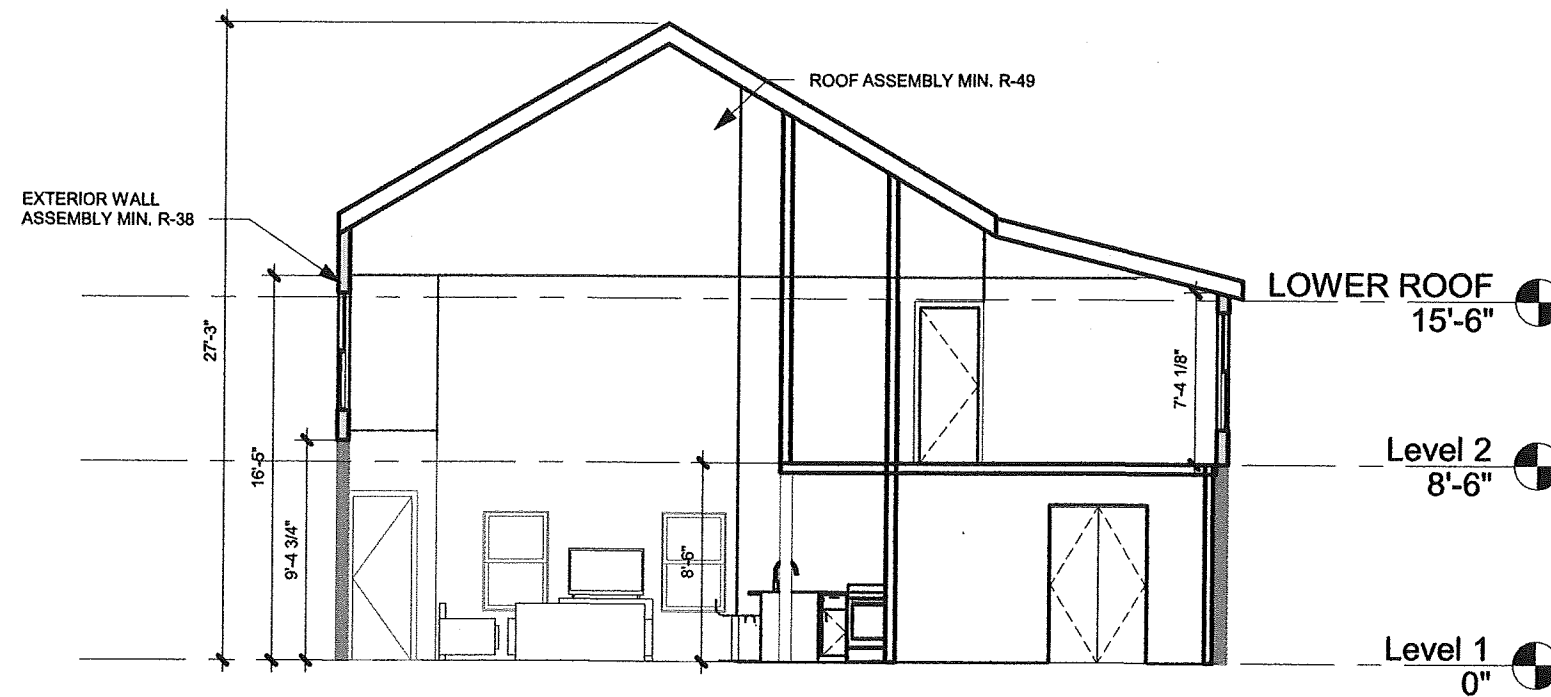 ROOF ASSEMBLY MIN. R-49
EXTERIOR WALL
ASSEMBLY MIN. R-38
LOWER ROOF
15'-6"
27'-3"
7'-4 1/8"
16'-5"
Level 2
8'-6"
9'-4 3/4"
8'-6"
Level 1
0"